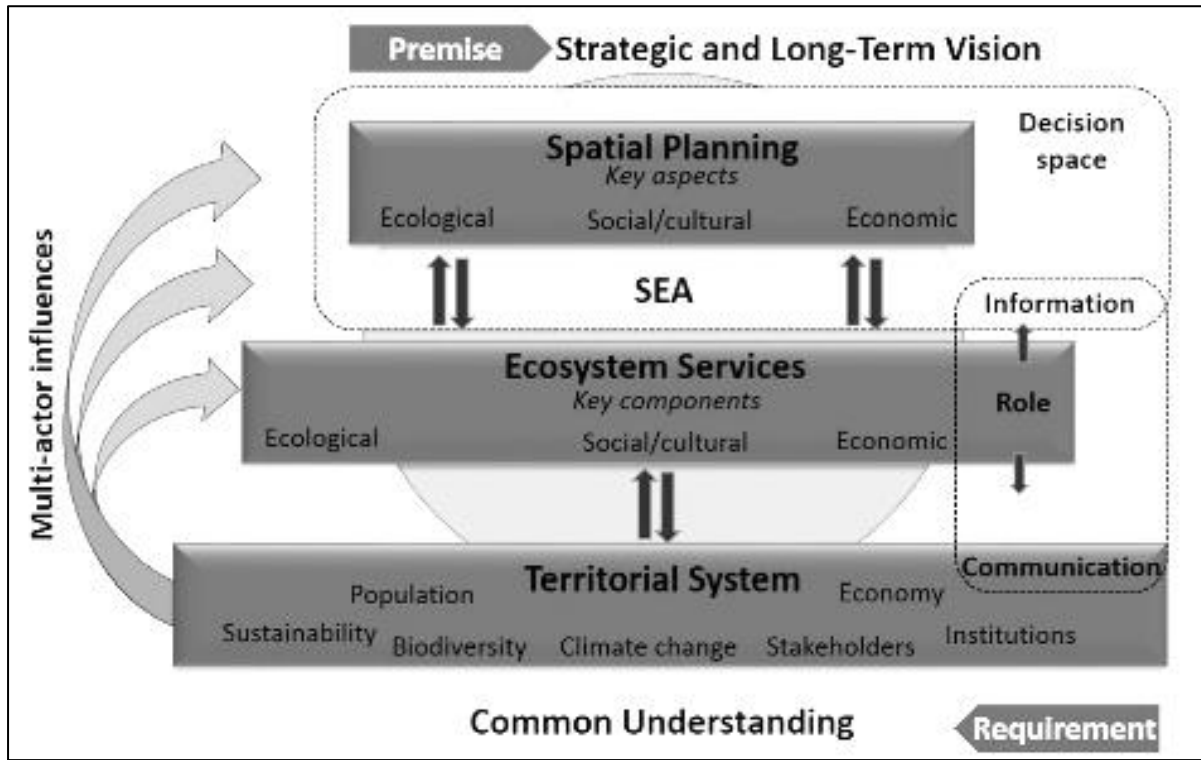 Premise
Strategic and Long-Term Vision
Decision
space
Spatial Planning
Key aspects
Ecological
Social/cultural
Economic
SEA
Information
Multi-actor influences
Ecosystem Services
Key components
Role
Ecological
Social/cultural
Economic
Territorial System
Communication
Population
Economy
Sustainability
Biodiversity
Climate change
Stakeholders
Institutions
Common Understanding
Requirement